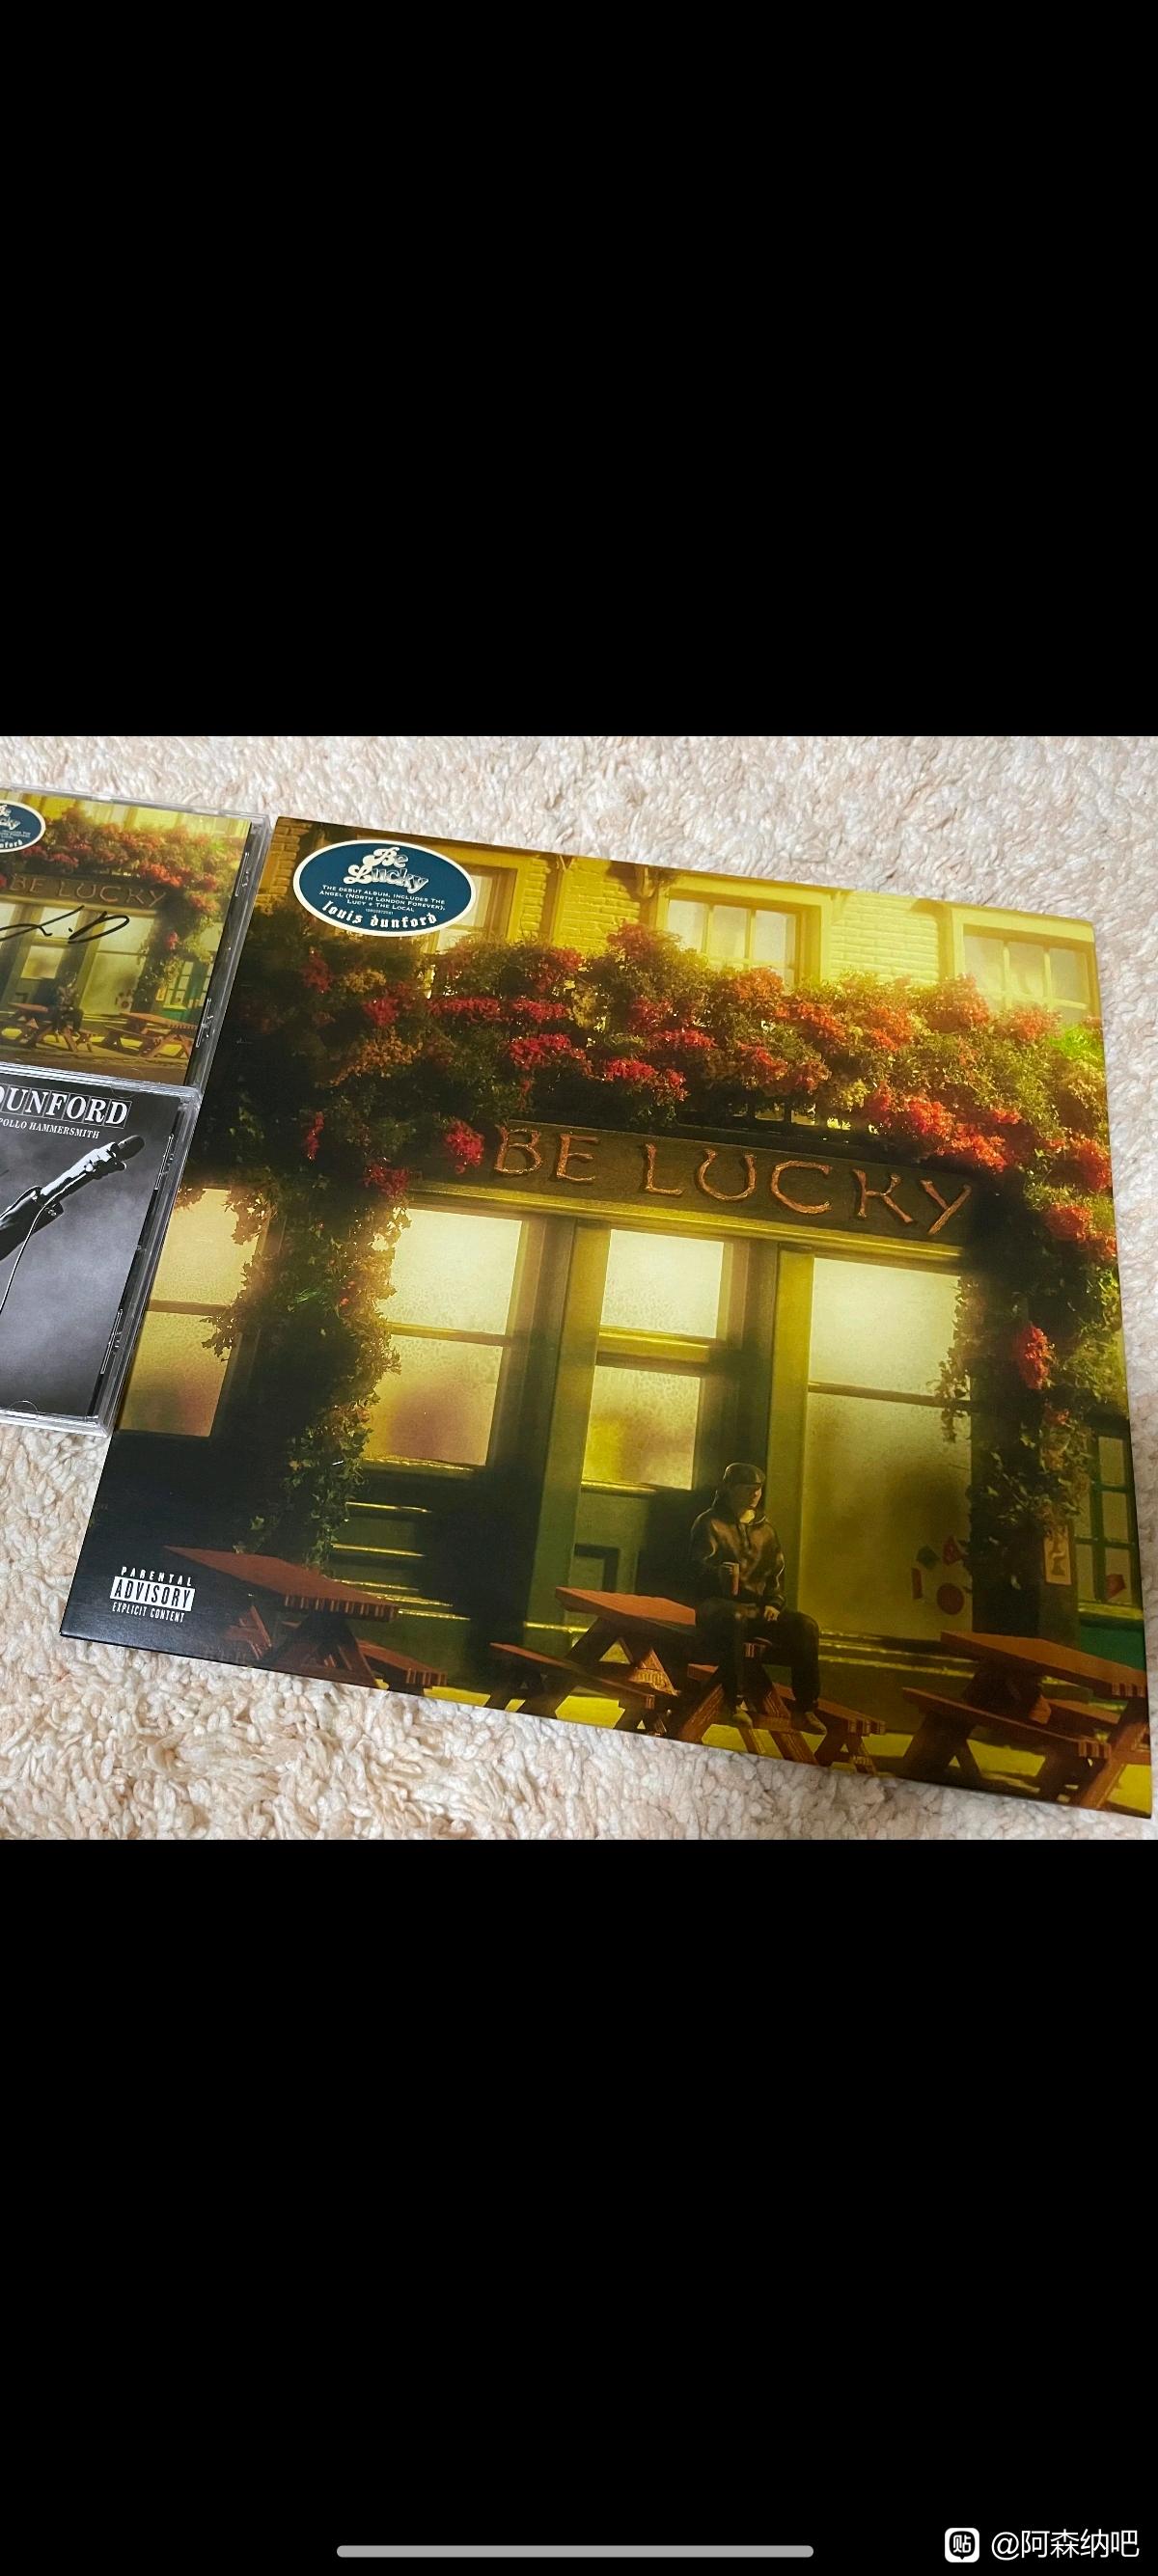 BE LUCKY
L.D
DUNFORD
POLLO HAMMERSMITH
Be
Lucky
THE DEBUT ALBUM, INCLUDES THE
ANGEL (NORTH LONDON FOREVER),
LUCY + THE LOCAL
louis dunford
BE LUCKY
PARENTAL
ADVISORY
EXPLICIT CONTENT
贴 @阿森纳吧